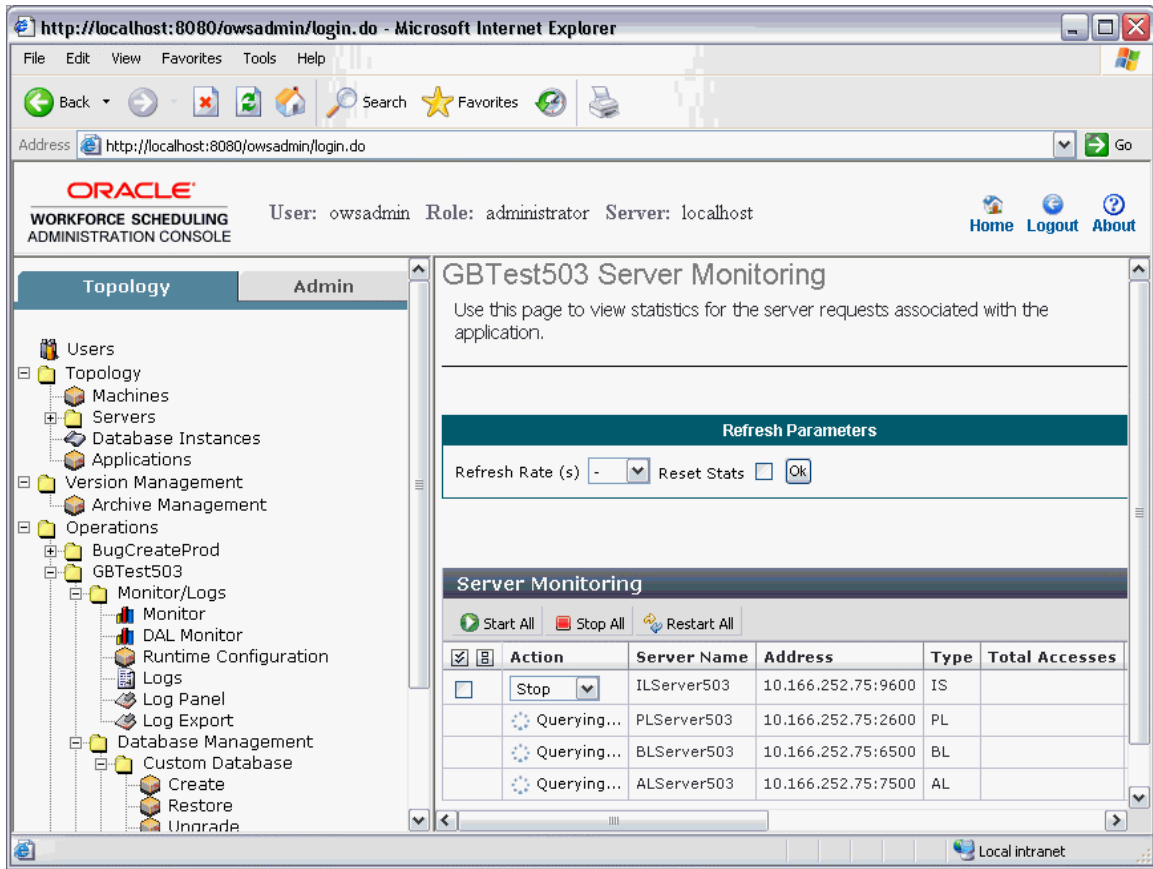 http://localhost:8080/owsadmin/login.do - Microsoft Internet Explorer
File Edit View Favorites Tools Help
Back Search Favorites
Address http://localhost:8080/owsadmin/login.do Go
ORACLE
WORKFORCE SCHEDULING
ADMINISTRATION CONSOLE
User: owsadmin Role: administrator Server: localhost
Home Logout About
Topology Admin
Users
Topology
Machines
Servers
Database Instances
Applications
Version Management
Archive Management
Operations
BugCreateProd
GBTest503
Monitor/Logs
Monitor
DAL Monitor
Runtime Configuration
Logs
Log Panel
Log Export
Database Management
Custom Database
Create
Restore
Upgrade
GBTest503 Server Monitoring
Use this page to view statistics for the server requests associated with the
application.
Refresh Parameters
Refresh Rate (s) - Reset Stats Ok
Server Monitoring
Start All Stop All Restart All
Action Server Name Address Type Total Accesses
Stop ILServer503 10.166.252.75:9600 IS
Querying... PLServer503 10.166.252.75:2600 PL
Querying... BLServer503 10.166.252.75:6500 BL
Querying... ALServer503 10.166.252.75:7500 AL
Local intranet